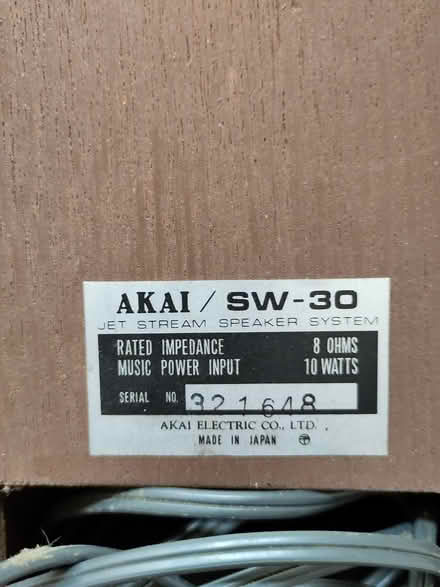 AKAI / SW-30
JET STREAM SPEAKER SYSTEM
RATED IMPEDANCE 8 OHMS
MUSIC POWER INPUT 10 WATTS
SERIAL NO. 321648
AKAI ELECTRIC CO., LTD.
MADE IN JAPAN